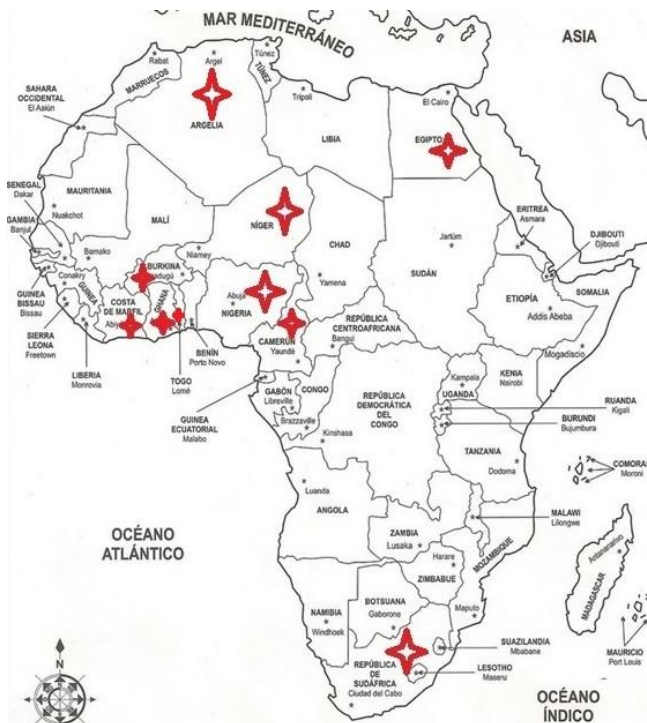 MAR MEDITERRÁNEO
ASIA
Rabat
MARRUECOS
Argel
ARGELIA
Túnez
TÚNEZ
Trípoli
LIBIA
El Cairo
EGIPTO
SAHARA
OCCIDENTAL
El Aaiún
MAURITANIA
Nuakchot
SENEGAL
Dakar
GAMBIA
Banjul
MALÍ
Bamako
NÍGER
Niamey
CHAD
Yamena
SUDÁN
Jartúm
ERITREA
Asmara
DJIBOUTI
Djibouti
BURKINA
GUINEA
Conakry
GUINEA
BISSAU
Bissau
SIERRA
LEONA
Freetown
LIBERIA
Monrovia
COSTA
DE MARFIL
GHANA
TOGO
Lomé
BENÍN
Porto Novo
Abuja
NIGERIA
CAMERÚN
Yaundé
REPÚBLICA
CENTROAFRICANA
Bangui
ETIOPÍA
Addis Abeba
SOMALIA
Mogadiscio
GUINEA
ECUATORIAL
Malabo
GABÓN
Libreville
CONGO
Brazzaville
Kinshasa
REPÚBLICA
DEMOCRÁTICA
DEL
CONGO
Kampala
UGANDA
KENIA
Nairobi
RUANDA
Kigali
BURUNDI
Bujumbura
TANZANIA
Dodoma
COMORAS
Moroni
Luanda
ANGOLA
ZAMBIA
Lusaka
MALAWI
Lilongwe
MOZAMBIQUE
Harare
ZIMBABUE
Antananarivo
MADAGASCAR
MAURICIO
Port Louis
NAMIBIA
Windhoek
BOTSUANA
Gaborone
Maputo
SUAZILANDIA
Mbabane
LESOTHO
Maseru
REPÚBLICA
DE
SUDÁFRICA
Ciudad del Cabo
OCÉANO
ATLÁNTICO
OCÉANO
ÍNDICO
N